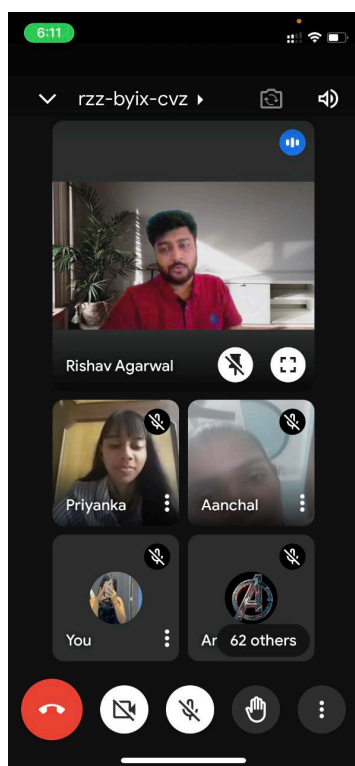 6:11
rzz-byix-cvz
Rishav Agarwal
Priyanka
Aanchal
You
Ar 62 others